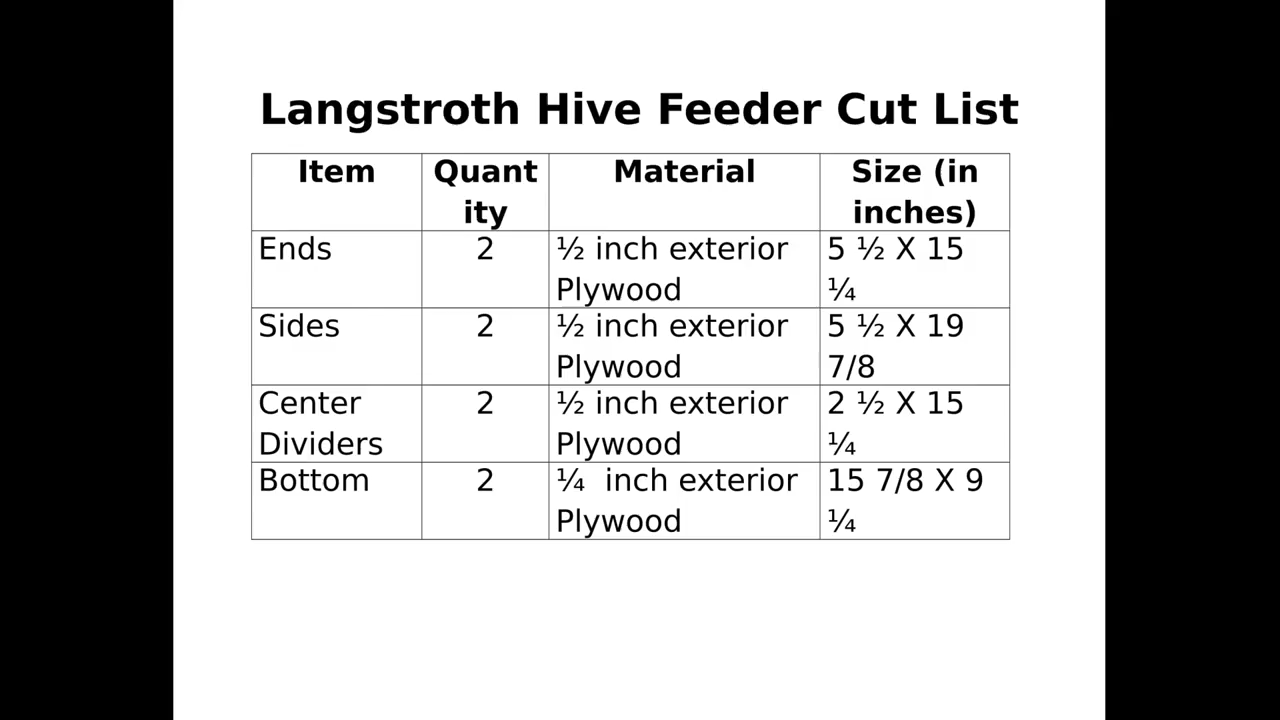 Langstroth Hive Feeder Cut List
Item Quant Material Size (in
ity inches)
Ends 2 ½ inch exterior 5 ½ X 15
Plywood ¼
Sides 2 ½ inch exterior 5 ½ X 19
Plywood 7/8
Center 2 ½ inch exterior 2 ½ X 15
Dividers Plywood ¼
Bottom 2 ¼  inch exterior 15 7/8 X 9
Plywood ¼